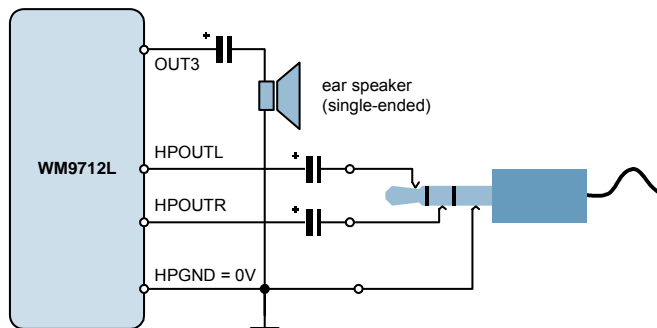 +
OUT3
ear speaker
(single-ended)
WM9712L
HPOUTL
+
HPOUTR
+
HPGND = 0V